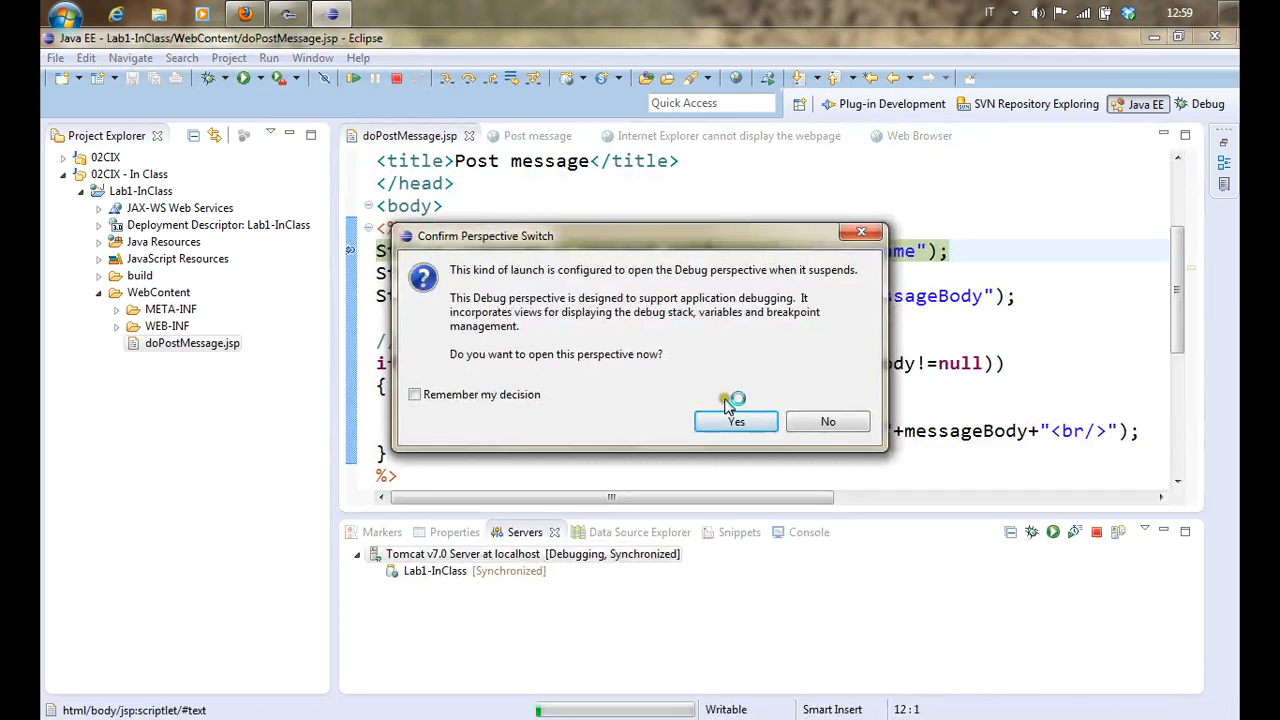 IT
12:59
Java EE - Lab1-InClass/WebContent/doPostMessage.jsp - Eclipse
File Edit Navigate Search Project Run Window Help
Quick Access
Plug-in Development SVN Repository Exploring Java EE Debug
Project Explorer
02CIX
02CIX - In Class
Lab1-InClass
JAX-WS Web Services
Deployment Descriptor: Lab1-InClass
Java Resources
JavaScript Resources
build
WebContent
META-INF
WEB-INF
doPostMessage.jsp
doPostMessage.jsp Post message Internet Explorer cannot display the webpage Web Browser
<title>Post message</title>
</head>
<body>
me");
sageBody");
dy!=null))
{
"+messageBody+"<br/>");
}
%>
Confirm Perspective Switch
This kind of launch is configured to open the Debug perspective when it suspends.
This Debug perspective is designed to support application debugging. It
incorporates views for displaying the debug stack, variables and breakpoint
management.
Do you want to open this perspective now?
Remember my decision
Yes No
Markers Properties Servers Data Source Explorer Snippets Console
Tomcat v7.0 Server at localhost [Debugging, Synchronized]
Lab1-InClass [Synchronized]
html/body/jsp:scriptlet/#text
Writable
Smart Insert
12 : 1